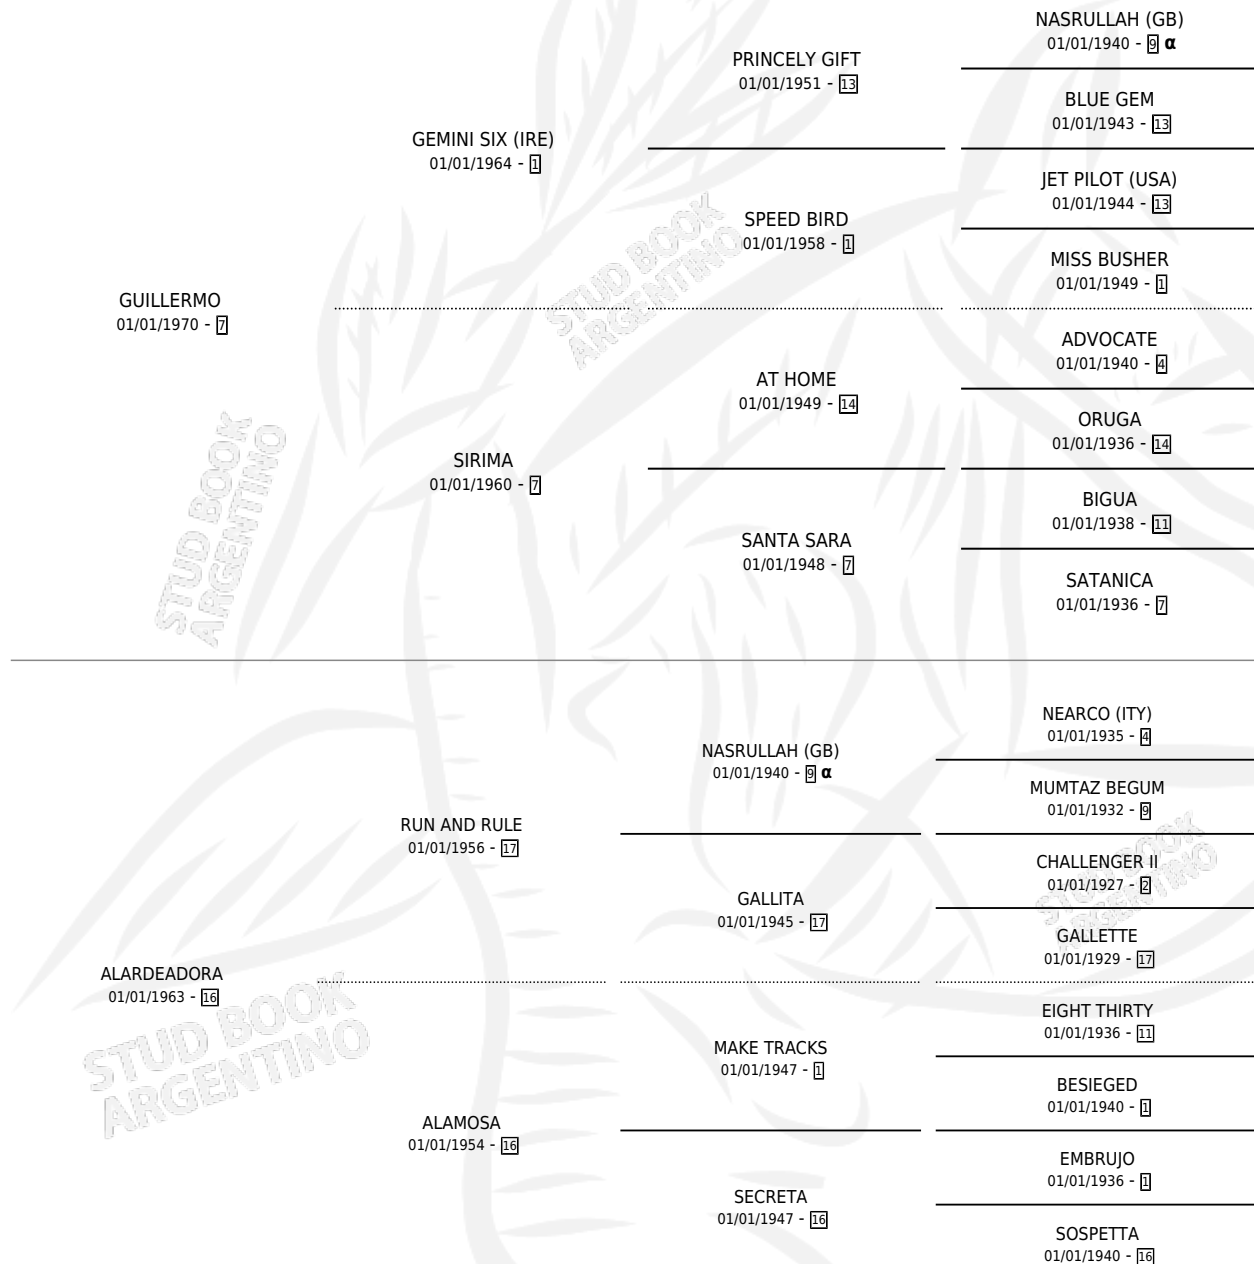 NASRULLAH (GB)
01/01/1940 - 9 α
PRINCELY GIFT
01/01/1951 - 13
BLUE GEM
01/01/1943 - 13
GEMINI SIX (IRE)
01/01/1964 - 1
JET PILOT (USA)
01/01/1944 - 13
SPEED BIRD
01/01/1958 - 1
MISS BUSHER
01/01/1949 - 1
GUILLERMO
01/01/1970 - 7
ADVOCATE
01/01/1940 - 4
AT HOME
01/01/1949 - 14
ORUGA
01/01/1936 - 14
SIRIMA
01/01/1960 - 7
BIGUA
01/01/1938 - 11
SANTA SARA
01/01/1948 - 7
SATANICA
01/01/1936 - 7
NEARCO (ITY)
01/01/1935 - 4
NASRULLAH (GB)
01/01/1940 - 9 α
MUMTAZ BEGUM
01/01/1932 - 9
RUN AND RULE
01/01/1956 - 17
CHALLENGER II
01/01/1927 - 2
GALLITA
01/01/1945 - 17
GALLETTE
01/01/1929 - 17
ALARDEADORA
01/01/1963 - 16
EIGHT THIRTY
01/01/1936 - 11
MAKE TRACKS
01/01/1947 - 1
BESIEGED
01/01/1940 - 1
ALAMOSA
01/01/1954 - 16
EMBRUJO
01/01/1936 - 1
SECRETA
01/01/1947 - 16
SOSPETTA
01/01/1940 - 16
STUD BOOK
ARGENTINO
STUD BOOK
ARGENTINO
STUD BOOK
ARGENTINO
STUD BOOK
ARGENTINO